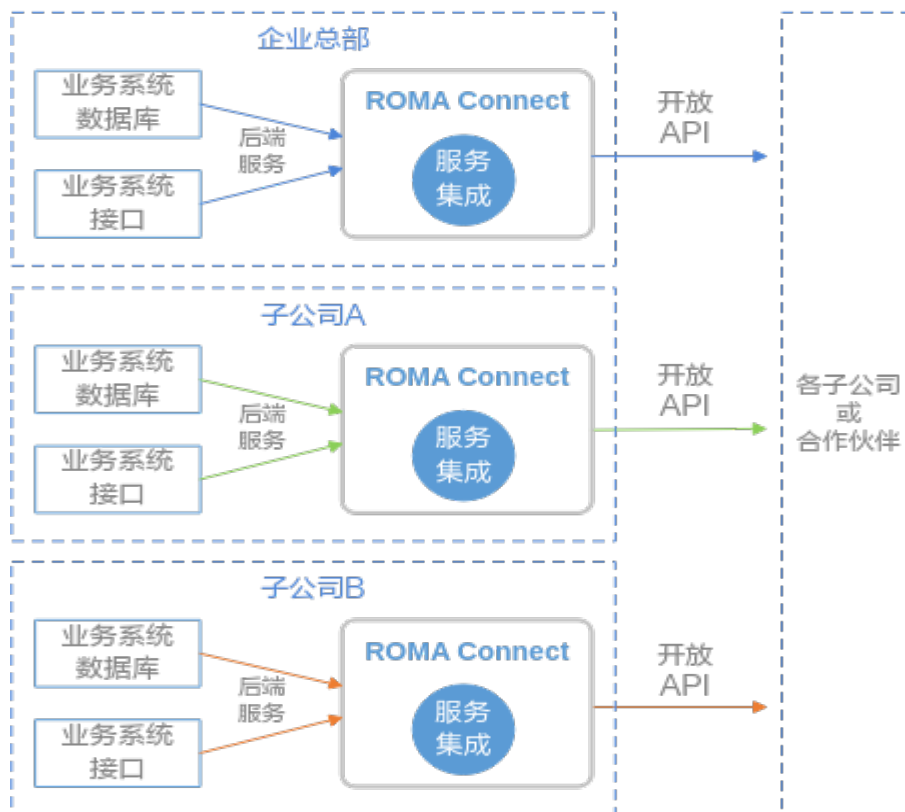 企业总部
业务系统
数据库
业务系统
接口
后端
服务
ROMA Connect
服务
集成
开放
API
子公司A
业务系统
数据库
业务系统
接口
后端
服务
ROMA Connect
服务
集成
开放
API
子公司B
业务系统
数据库
业务系统
接口
后端
服务
ROMA Connect
服务
集成
开放
API
各子公司
或
合作伙伴